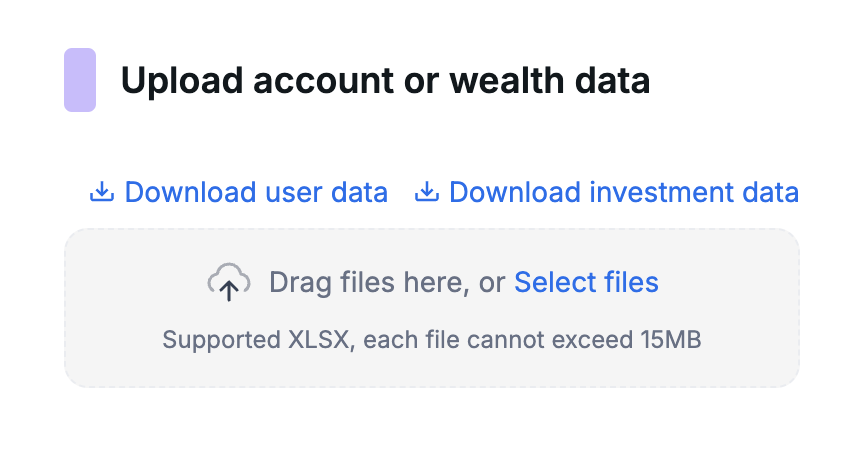 Upload account or wealth data
Download user data Download investment data
Drag files here, or Select files
Supported XLSX, each file cannot exceed 15MB